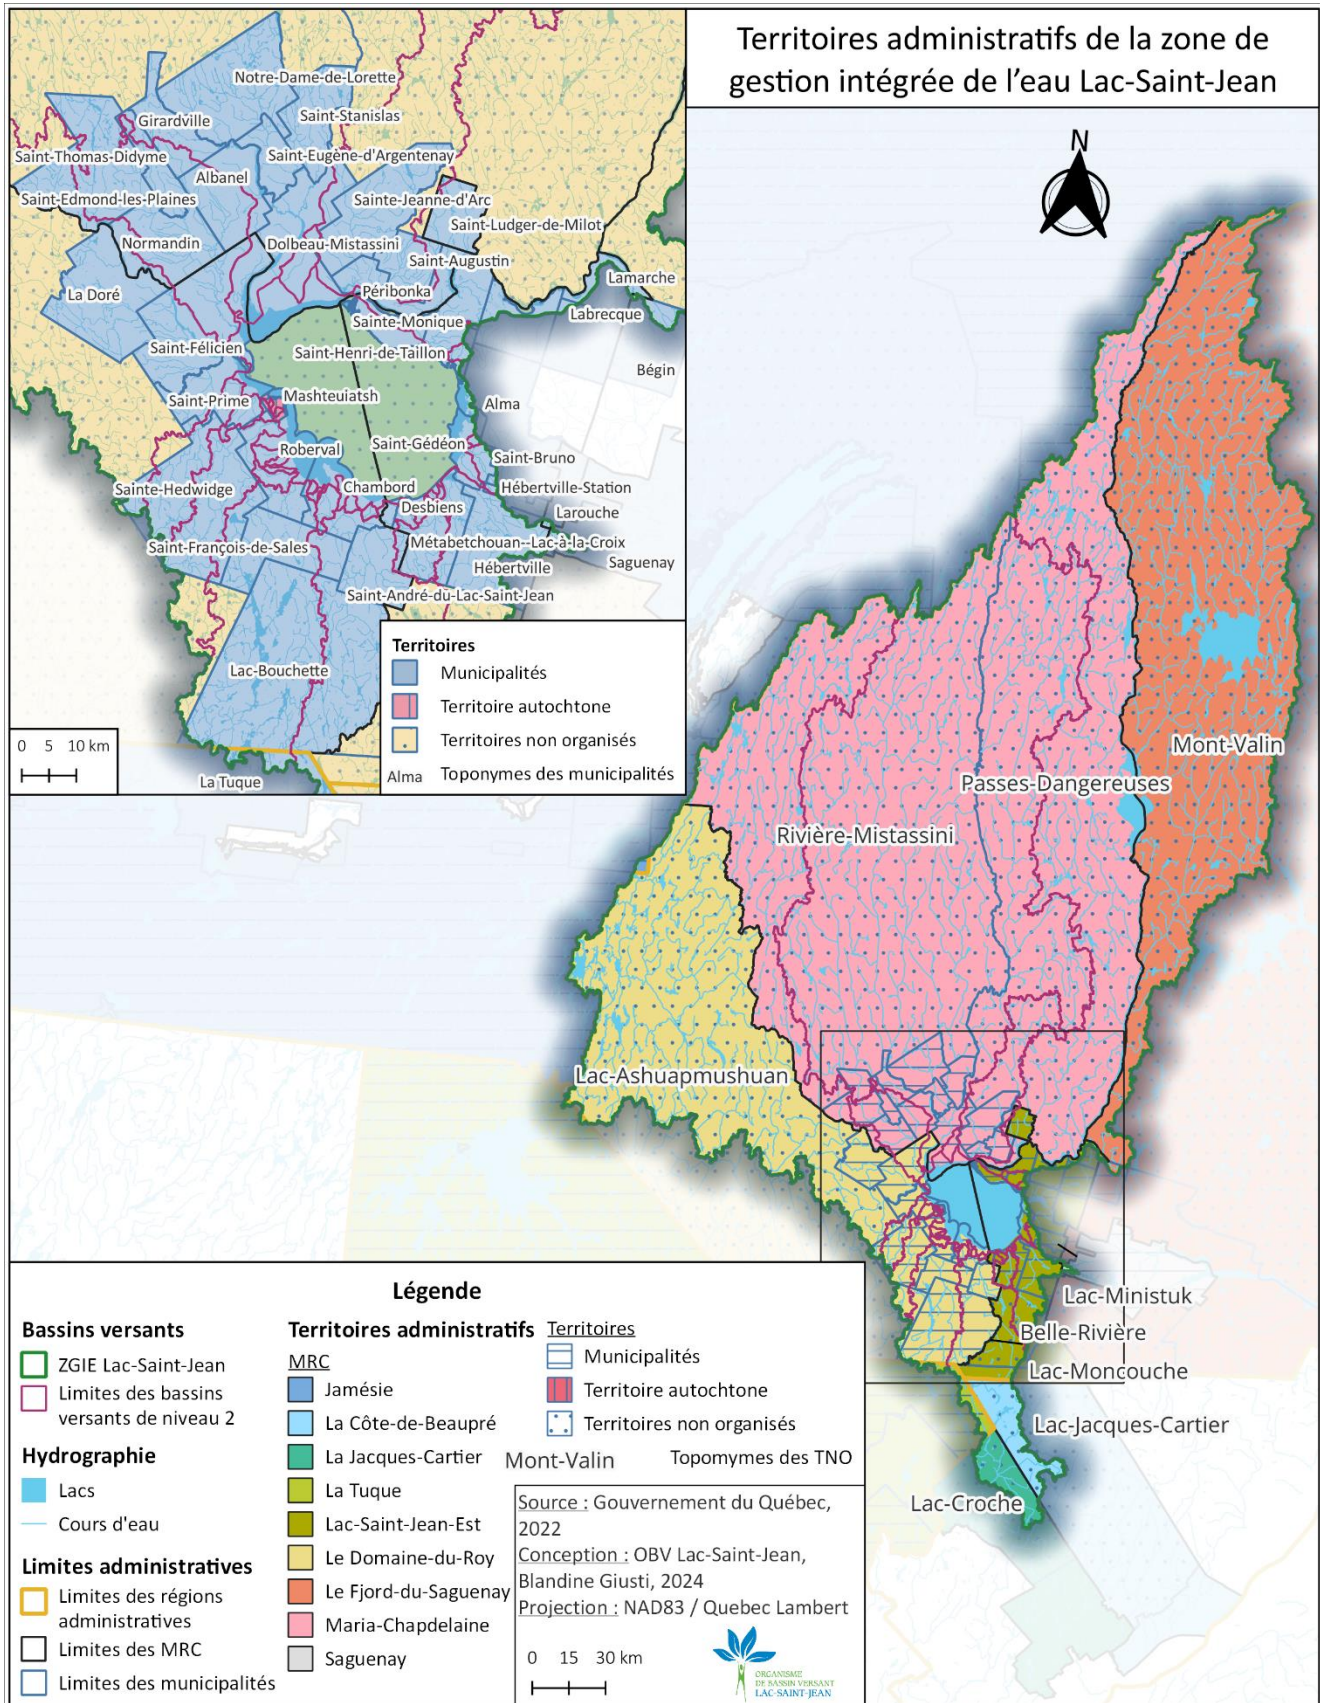 Territoires administratifs de la zone de
gestion intégrée de l'eau Lac-Saint-Jean
N
Notre-Dame-de-Lorette
Girardville
Saint-Stanislas
Saint-Thomas-Didyme
Saint-Eugène-d'Argentenay
Albanel
Saint-Edmond-les-Plaines
Sainte-Jeanne-d'Arc
Saint-Ludger-de-Milot
Normandin
Dolbeau-Mistassini
Saint-Augustin
Lamarche
La Doré
Péribonka
Labrecque
Sainte-Monique
Saint-Félicien
Saint-Henri-de-Taillon
Bégin
Saint-Prime
Mashteuiatsh
Alma
Roberval
Saint-Gédéon
Saint-Bruno
Sainte-Hedwidge
Chambord
Hébertville-Station
Desbiens
Larouche
Saint-François-de-Sales
Métabetchouan--Lac-à-la-Croix
Hébertville
Saguenay
Saint-André-du-Lac-Saint-Jean
Lac-Bouchette
La Tuque
Territoires
Municipalités
Territoire autochtone
Territoires non organisés
Alma Toponymes des municipalités
0 5 10 km
Mont-Valin
Passes-Dangereuses
Rivière-Mistassini
Lac-Ashuapmushuan
Lac-Ministuk
Belle-Rivière
Lac-Moncouche
Lac-Jacques-Cartier
Lac-Croche
Légende
Bassins versants
ZGIE Lac-Saint-Jean
Limites des bassins
versants de niveau 2
Hydrographie
Lacs
Cours d'eau
Limites administratives
Limites des régions
administratives
Limites des MRC
Limites des municipalités
Territoires administratifs
MRC
Jamésie
La Côte-de-Beaupré
La Jacques-Cartier
La Tuque
Lac-Saint-Jean-Est
Le Domaine-du-Roy
Le Fjord-du-Saguenay
Maria-Chapdelaine
Saguenay
Territoires
Municipalités
Territoire autochtone
Territoires non organisés
Mont-Valin Topomymes des TNO
Source : Gouvernement du Québec,
2022
Conception : OBV Lac-Saint-Jean,
Blandine Giusti, 2024
Projection : NAD83 / Quebec Lambert
0 15 30 km
ORGANISME
DE BASSIN VERSANT
LAC-SAINT-JEAN